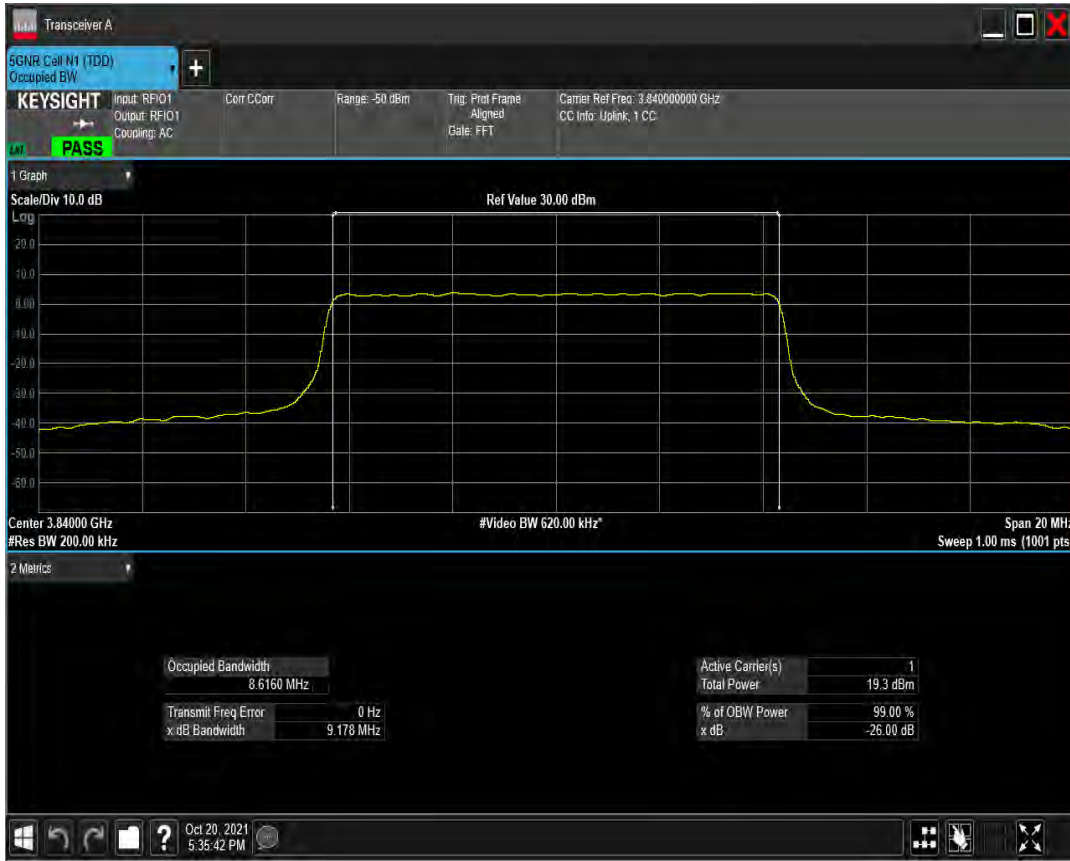 Transceiver A
5GNR Cell N1 (TDD)
Occupied BW
+
KEYSIGHT
PASS
Input: RFIO1
Output: RFIO1
Coupling: AC
Corr CCorr
Range: -50 dBm
Trig: Prot Frame
Aligned
Gate: FFT
Carrier Ref Freq: 3.840000000 GHz
CC Info: Uplink, 1 CC
1 Graph
Scale/Div 10.0 dB
Ref Value 30.00 dBm
Log
20.0
10.0
0.00
-10.0
-20.0
-30.0
-40.0
-50.0
-60.0
Center 3.84000 GHz
#Video BW 620.00 kHz*
Span 20 MHz
#Res BW 200.00 kHz
Sweep 1.00 ms (1001 pts
2 Metrics
Occupied Bandwidth
8.6160 MHz
Transmit Freq Error 0 Hz
x dB Bandwidth 9.178 MHz
Active Carrier(s) 1
Total Power 19.3 dBm
% of OBW Power 99.00 %
x dB -26.00 dB
?
Oct 20, 2021
5:35:42 PM